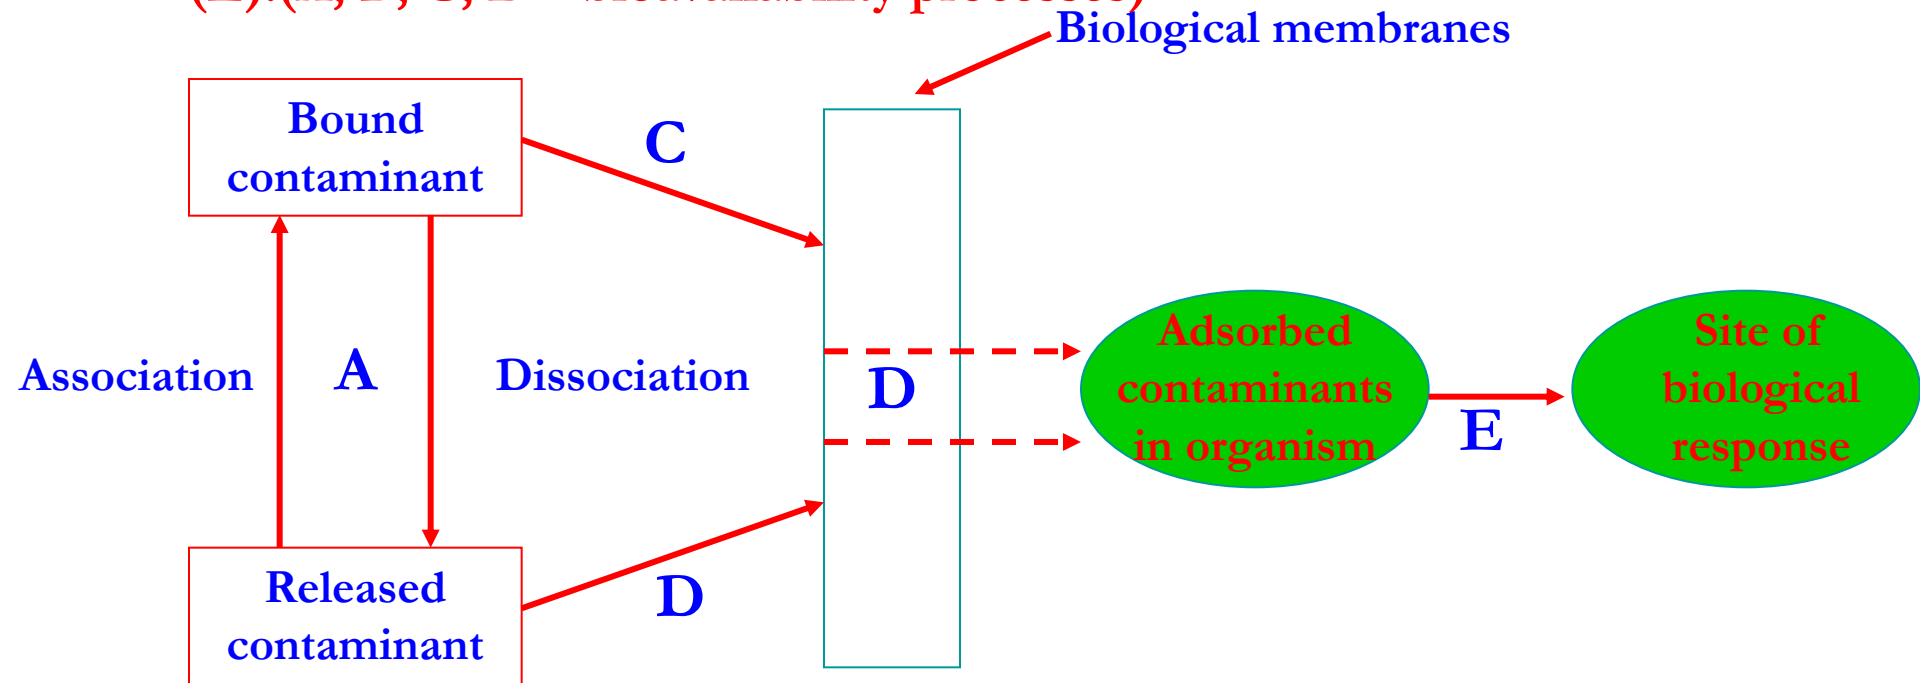 Biological membranes
Bound
contaminant
C
Association
A
Dissociation
D
Adsorbed
contaminants
in organism
E
Site of
biological
response
Released
contaminant
D